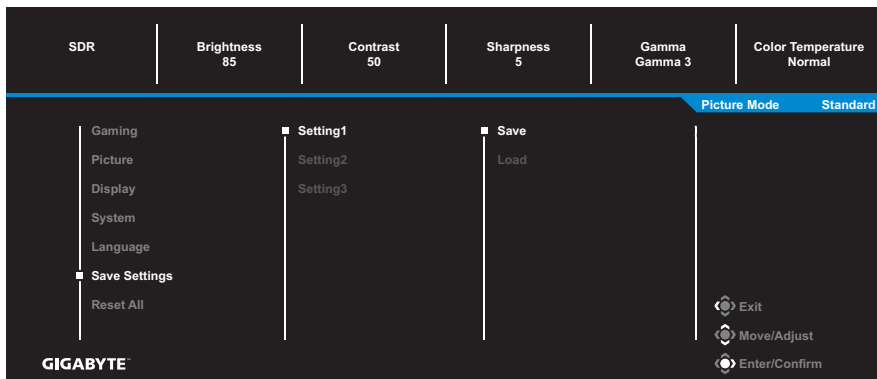 SDR
Brightness
85
Contrast
50
Sharpness
5
Gamma
Gamma 3
Color Temperature
Normal
Picture Mode Standard
Gaming
Picture
Display
System
Language
Save Settings
Reset All
Setting1
Setting2
Setting3
Save
Load
Exit
Move/Adjust
Enter/Confirm
GIGABYTE™